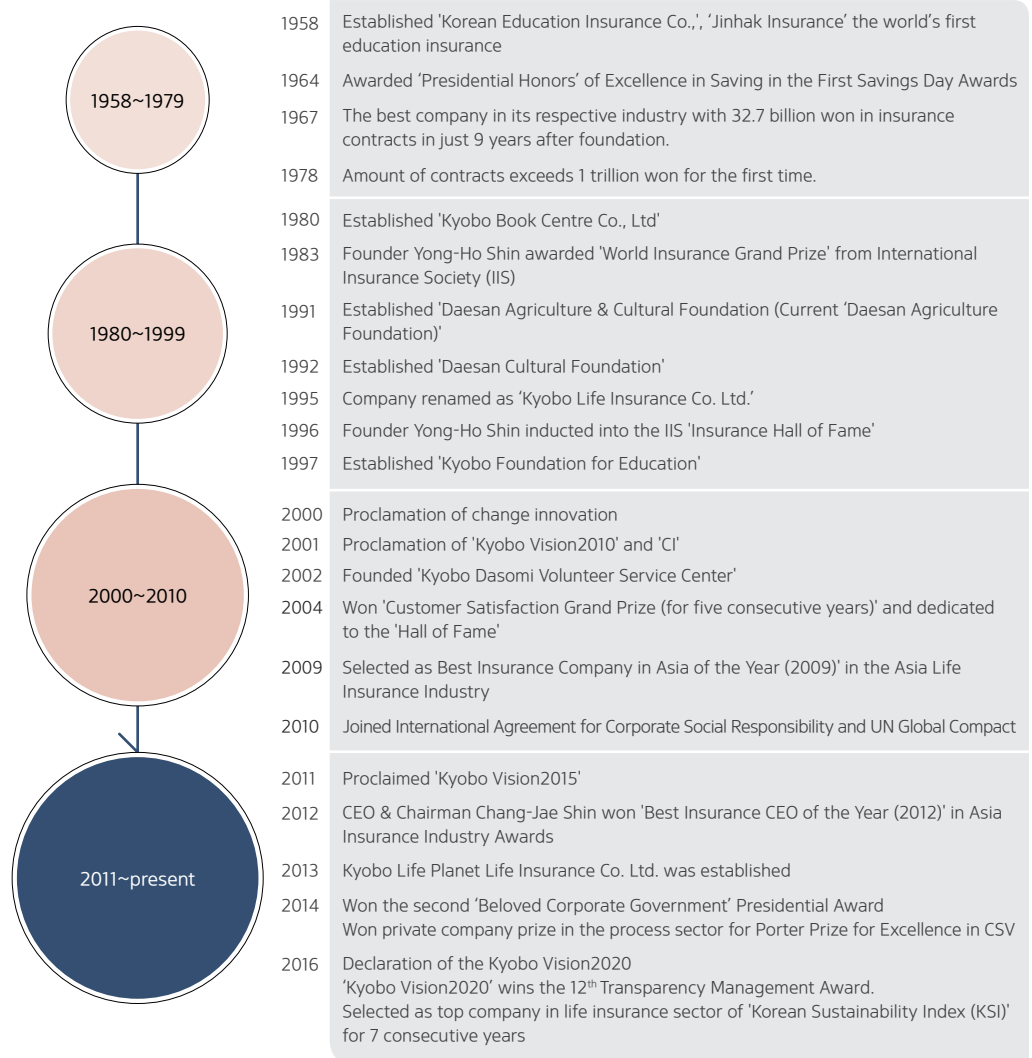 1958~1979
1958 Established 'Korean Education Insurance Co.,', ‘Jinhak Insurance’ the world’s first
education insurance
1964 Awarded ‘Presidential Honors’ of Excellence in Saving in the First Savings Day Awards
1967 The best company in its respective industry with 32.7 billion won in insurance
contracts in just 9 years after foundation.
1978 Amount of contracts exceeds 1 trillion won for the first time.
1980~1999
1980 Established 'Kyobo Book Centre Co., Ltd'
1983 Founder Yong-Ho Shin awarded 'World Insurance Grand Prize' from International
Insurance Society (IIS)
1991 Established 'Daesan Agriculture & Cultural Foundation (Current ‘Daesan Agriculture
Foundation)'
1992 Established 'Daesan Cultural Foundation'
1995 Company renamed as ‘Kyobo Life Insurance Co. Ltd.’
1996 Founder Yong-Ho Shin inducted into the IIS 'Insurance Hall of Fame'
1997 Established 'Kyobo Foundation for Education'
2000~2010
2000 Proclamation of change innovation
2001 Proclamation of 'Kyobo Vision2010' and 'CI'
2002 Founded 'Kyobo Dasomi Volunteer Service Center'
2004 Won 'Customer Satisfaction Grand Prize (for five consecutive years)' and dedicated
to the 'Hall of Fame'
2009 Selected as Best Insurance Company in Asia of the Year (2009)' in the Asia Life
Insurance Industry
2010 Joined International Agreement for Corporate Social Responsibility and UN Global Compact
2011~present
2011 Proclaimed 'Kyobo Vision2015'
2012 CEO & Chairman Chang-Jae Shin won 'Best Insurance CEO of the Year (2012)' in Asia
Insurance Industry Awards
2013 Kyobo Life Planet Life Insurance Co. Ltd. was established
2014 Won the second ‘Beloved Corporate Government’ Presidential Award
Won private company prize in the process sector for Porter Prize for Excellence in CSV
2016 Declaration of the Kyobo Vision2020
‘Kyobo Vision2020’ wins the 12th Transparency Management Award.
Selected as top company in life insurance sector of 'Korean Sustainability Index (KSI)'
for 7 consecutive years